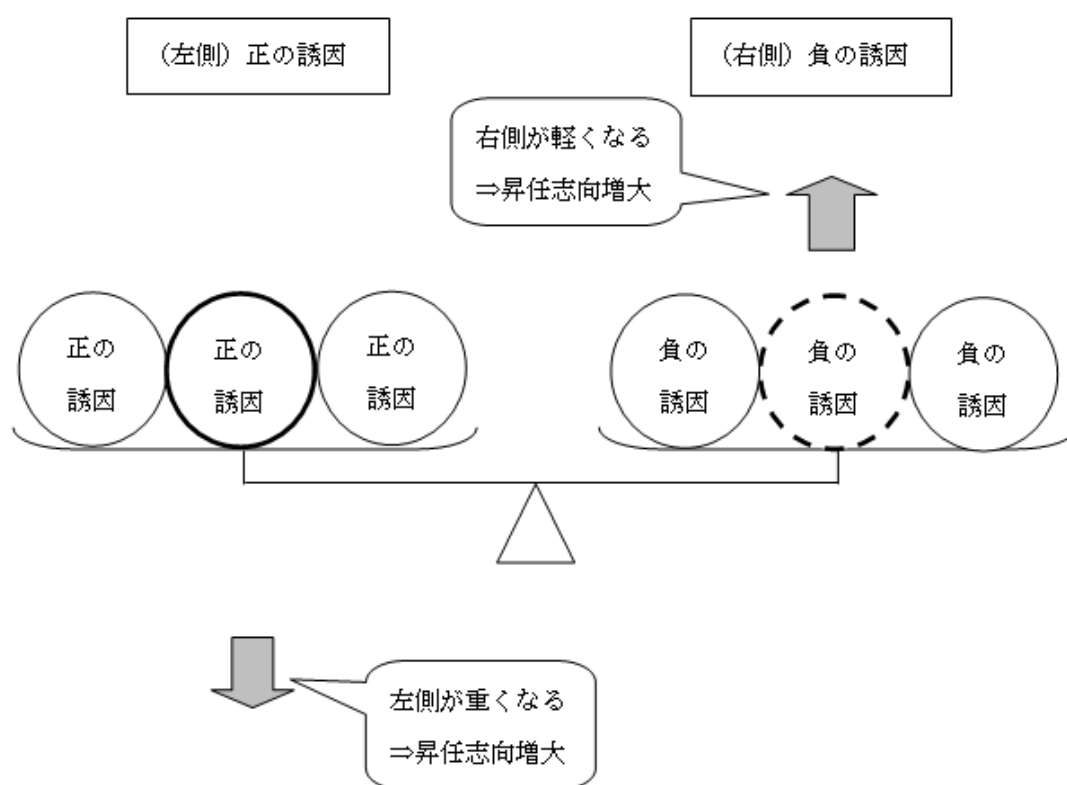 (左側)正の誘因
(右側)負の誘因
右側が軽くなる
⇒昇任志向増大
正の
誘因
正の
誘因
正の
誘因
負の
誘因
負の
誘因
負の
誘因
左側が重くなる
⇒昇任志向増大